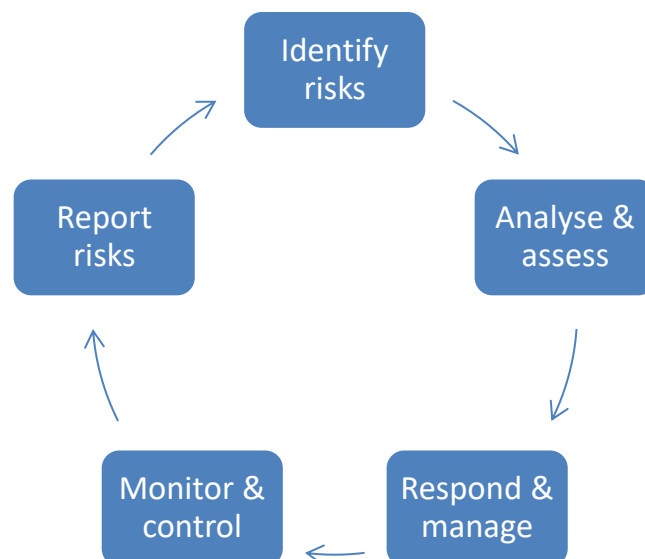 Identify
risks
Analyse &
assess
Respond &
manage
Monitor &
control
Report
risks